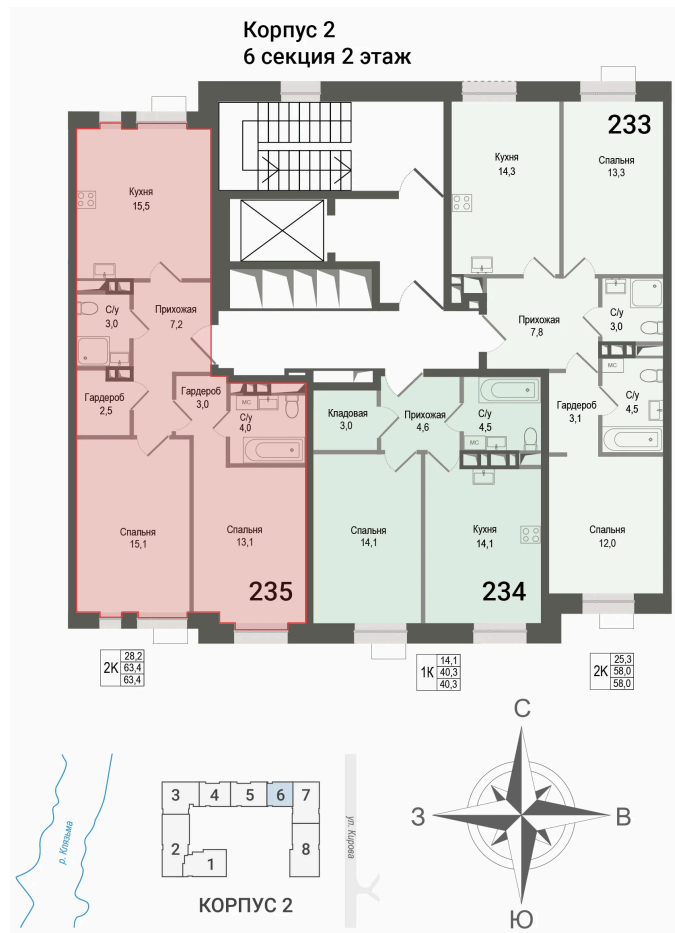 Корпус 2
6 секция 2 этаж
233
Кухня
14,3
Спальня
13,3
Кухня
15,5
С/у
3,0
Прихожая
7,2
Прихожая
7,8
С/у
3,0
Гардероб
2,5
Гардероб
3,0
МС
С/у
4,0
Кладовая
3,0
Прихожая
4,6
С/у
4,5
МС
МС
С/у
4,5
Гардероб
3,1
Спальня
15,1
Спальня
13,1
235
Спальня
14,1
Кухня
14,1
234
Спальня
12,0
2К
28,2
63,4
63,4
1К
14,1
40,3
40,3
2К
25,3
58,0
58,0
р. Клязьма
3
4
5
6
7
2
1
8
КОРПУС 2
ул. Кирова
С
З
В
Ю